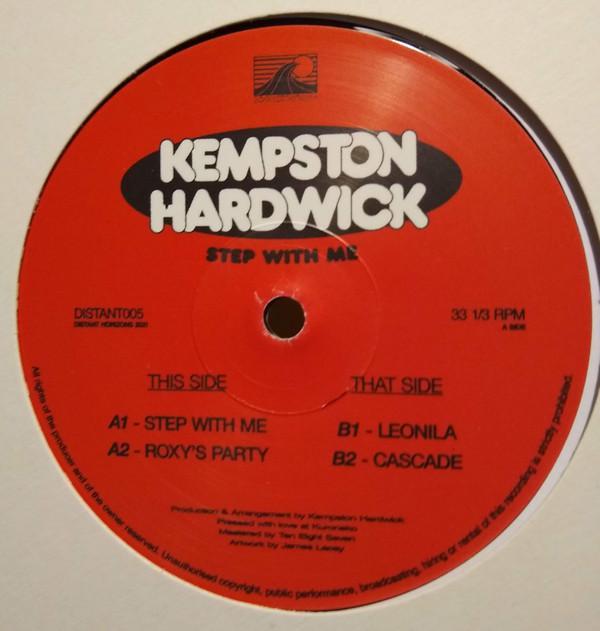 KEMPSTON
HARDWICK
STEP WITH ME
DISTANT005
DISTANT HORIZONS 2021
33 1/3 RPM
A SIDE
THIS SIDE
A1 - STEP WITH ME
A2 - ROXY'S PARTY
THAT SIDE
B1 - LEONILA
B2 - CASCADE
Production & Arrangement by Kempston Hardwick
Pressed with love at Kuroneko
Mastered by Ten Eight Seven
Artwork by James Lacey
All rights of the producer and of the owner reserved. Unauthorised copyright, public performance, broadcasting, hiring or rental of this recording is strictly prohibited.